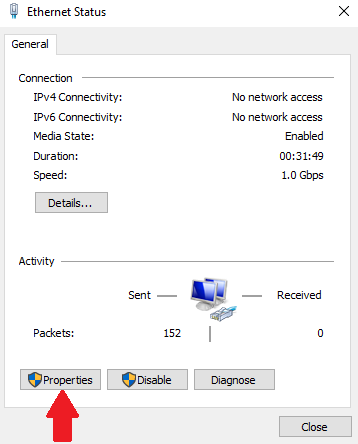 Ethernet Status
General
Connection
IPv4 Connectivity: No network access
IPv6 Connectivity: No network access
Media State: Enabled
Duration: 00:31:49
Speed: 1.0 Gbps
Details...
Activity
Sent Received
Packets: 152 0
Properties Disable Diagnose
Close